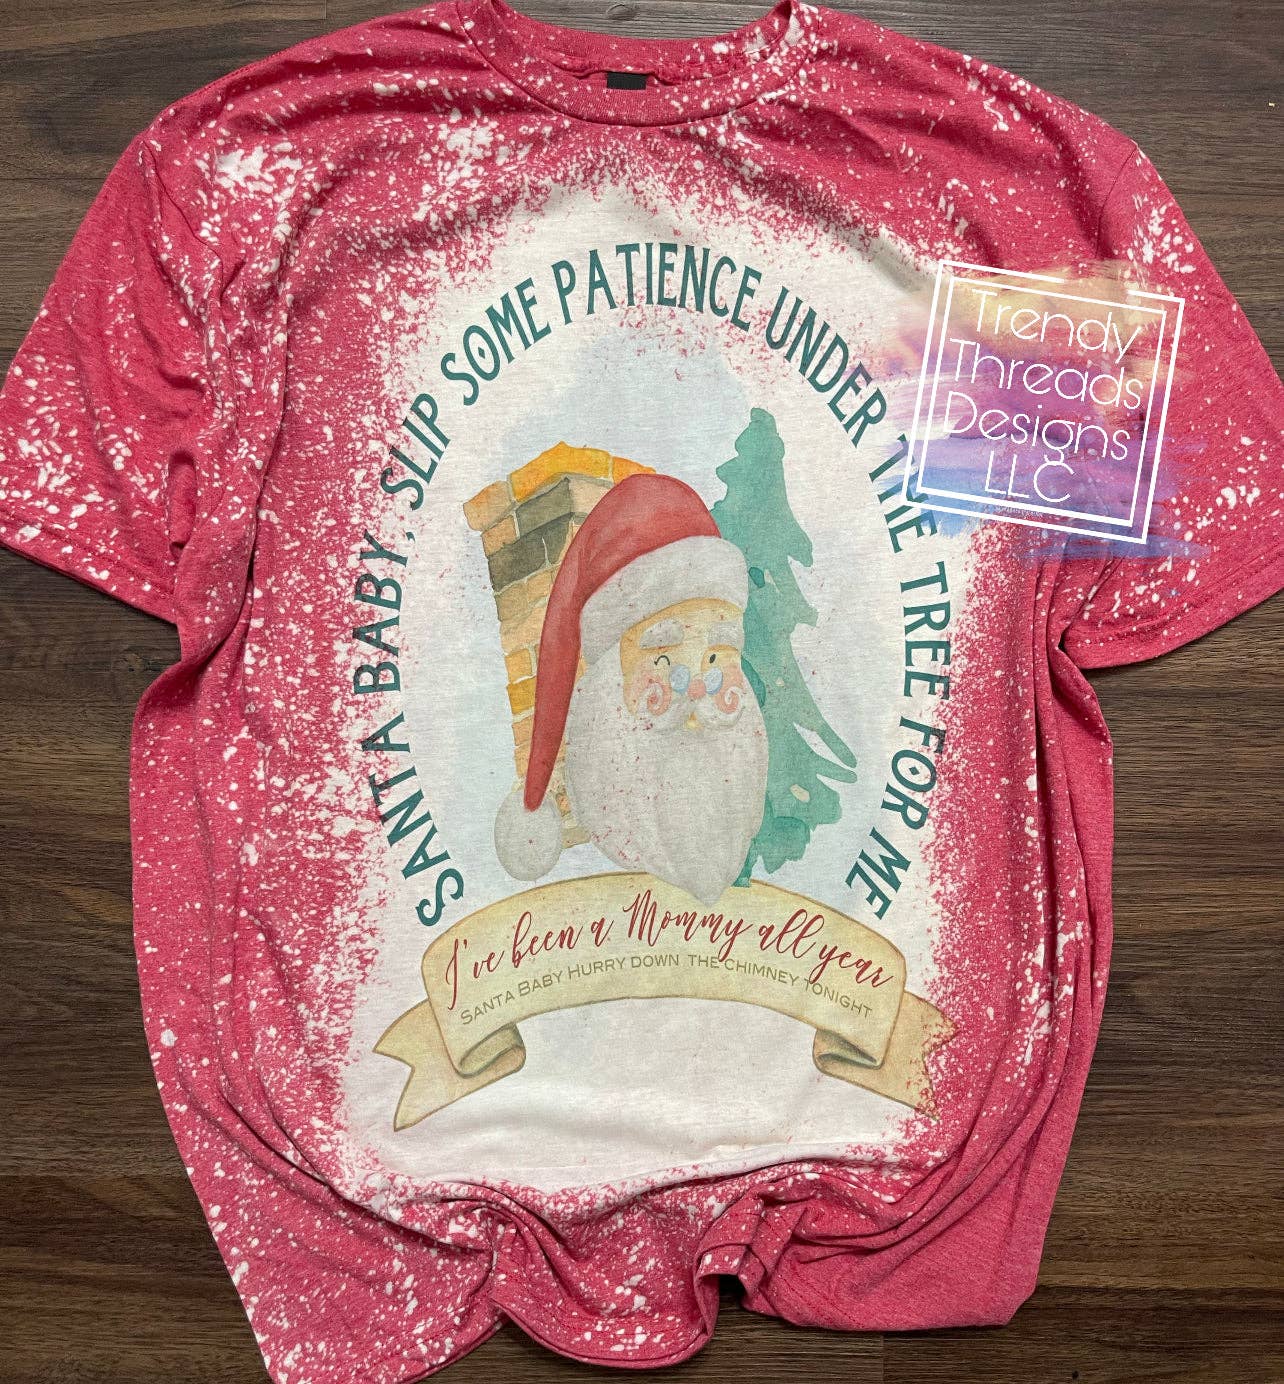 SANTA BABY, SLIP SOME PATIENCE UNDER THE TREE FOR ME
I've been a Mommy all year
SANTA BABY HURRY DOWN THE CHIMNEY TONIGHT
Trendy
Threads
Designs
LLC